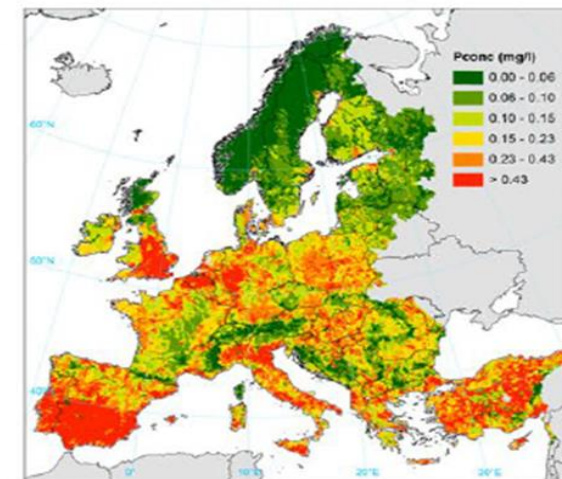 Pconc (mg/l)
0.00 - 0.06
0.06 - 0.10
0.10 - 0.15
0.15 - 0.23
0.23 - 0.43
> 0.43
60°N
50°N
40°N
0°
10°E
20°E
30°E